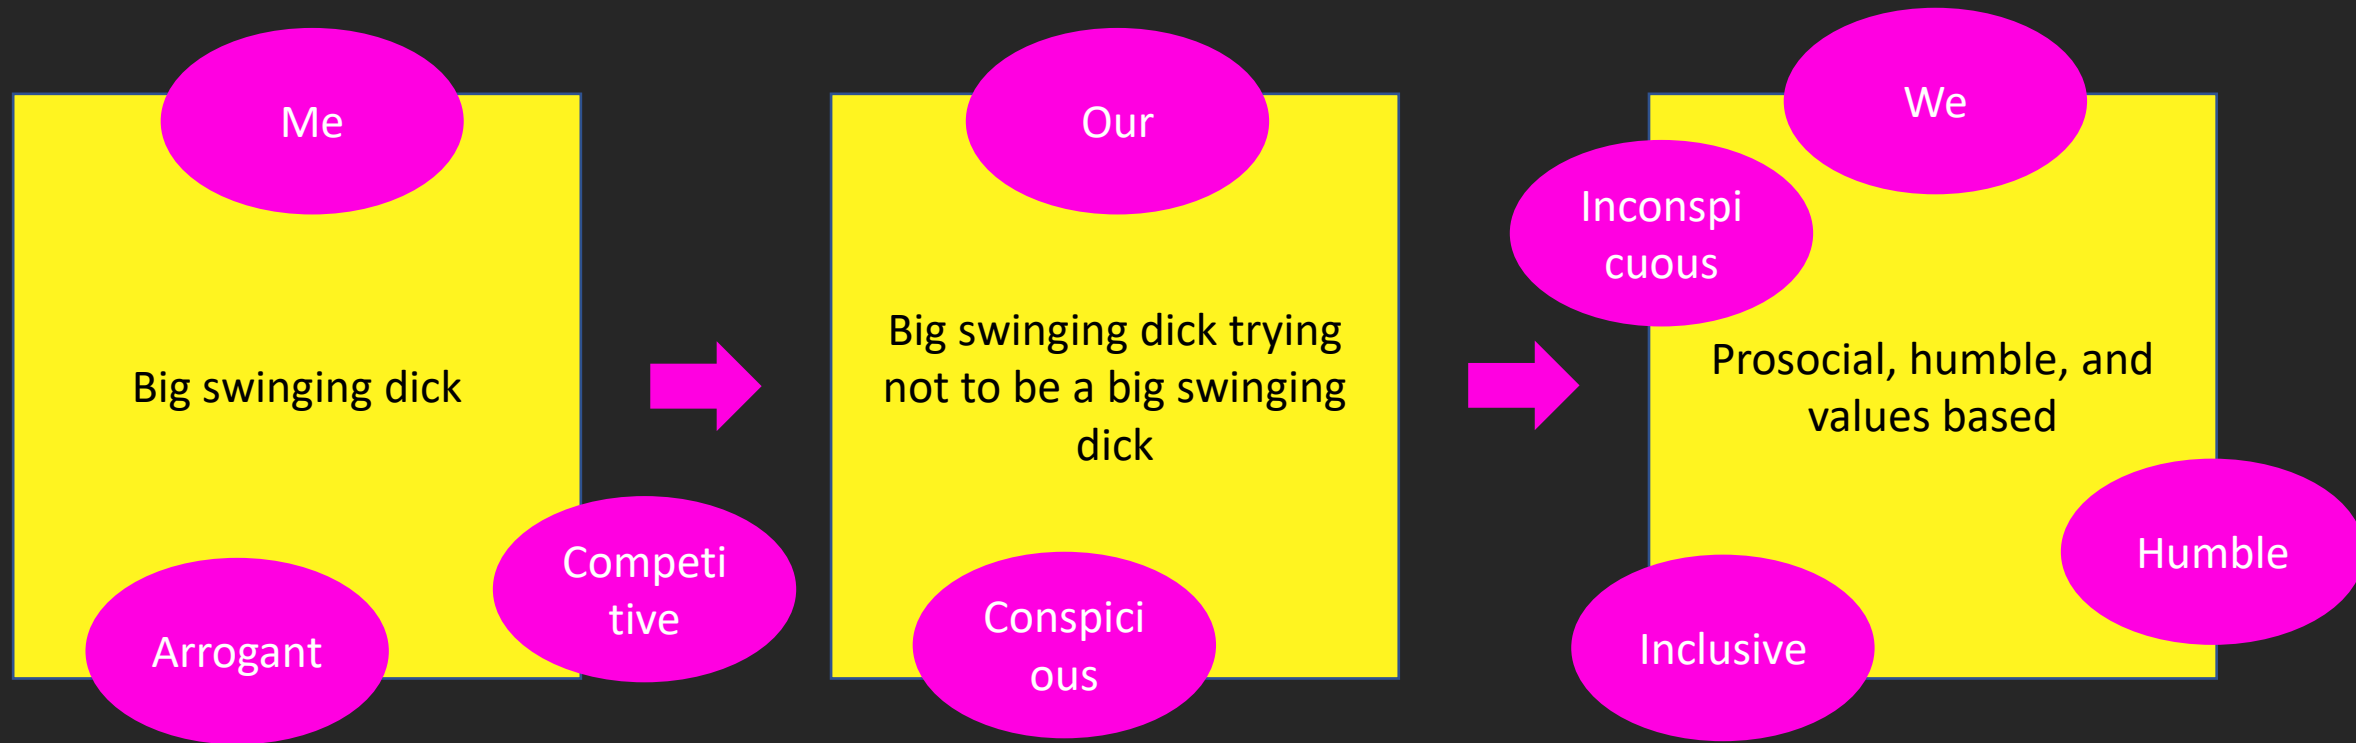 Me
Big swinging dick
Arrogant
Competi
tive
Our
Big swinging dick trying
not to be a big swinging
dick
Conspici
ous
We
Inconspi
cuous
Prosocial, humble, and
values based
Humble
Inclusive